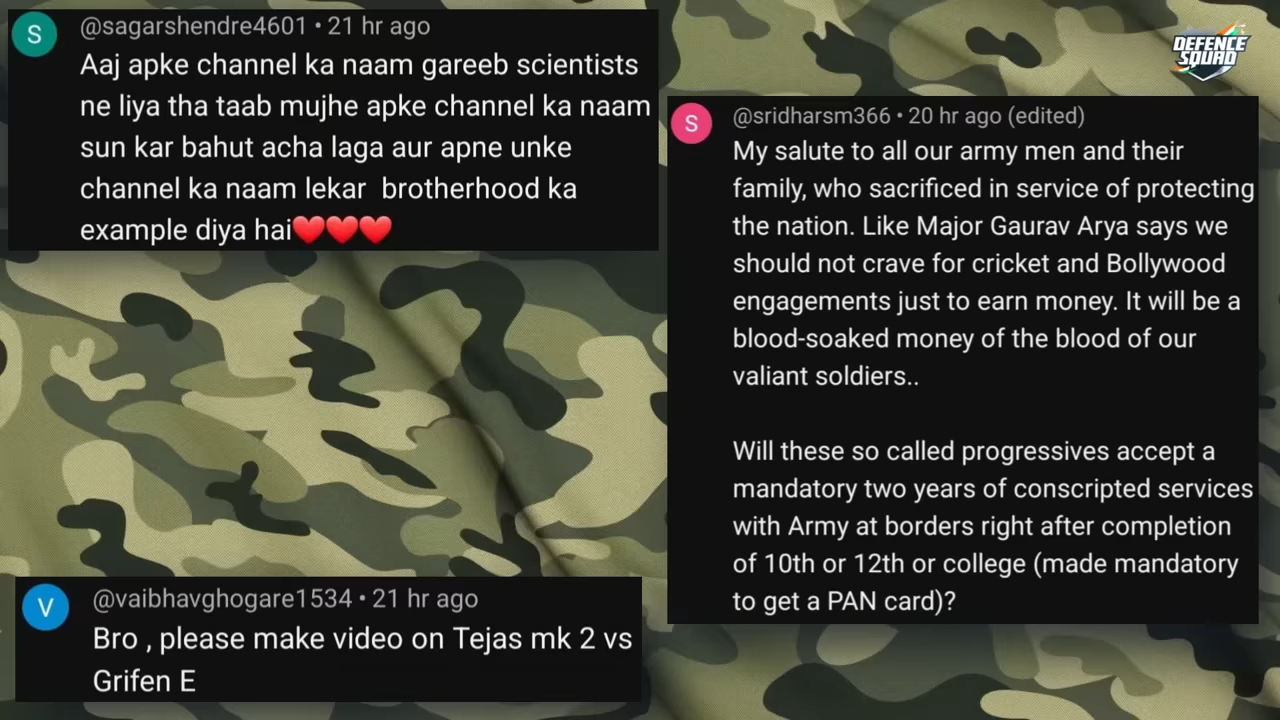 S
@sagarshendre4601 • 21 hr ago
Aaj apke channel ka naam gareeb scientists
ne liya tha taab mujhe apke channel ka naam
sun kar bahut acha laga aur apne unke
channel ka naam lekar brotherhood ka
example diya hai❤️❤️❤️
DEFENCE
SQUAD
S
@sridharsm366 • 20 hr ago (edited)
My salute to all our army men and their
family, who sacrificed in service of protecting
the nation. Like Major Gaurav Arya says we
should not crave for cricket and Bollywood
engagements just to earn money. It will be a
blood-soaked money of the blood of our
valiant soldiers..
Will these so called progressives accept a
mandatory two years of conscripted services
with Army at borders right after completion
of 10th or 12th or college (made mandatory
to get a PAN card)?
V
@vaibhavghogare1534 • 21 hr ago
Bro , please make video on Tejas mk 2 vs
Grifen E